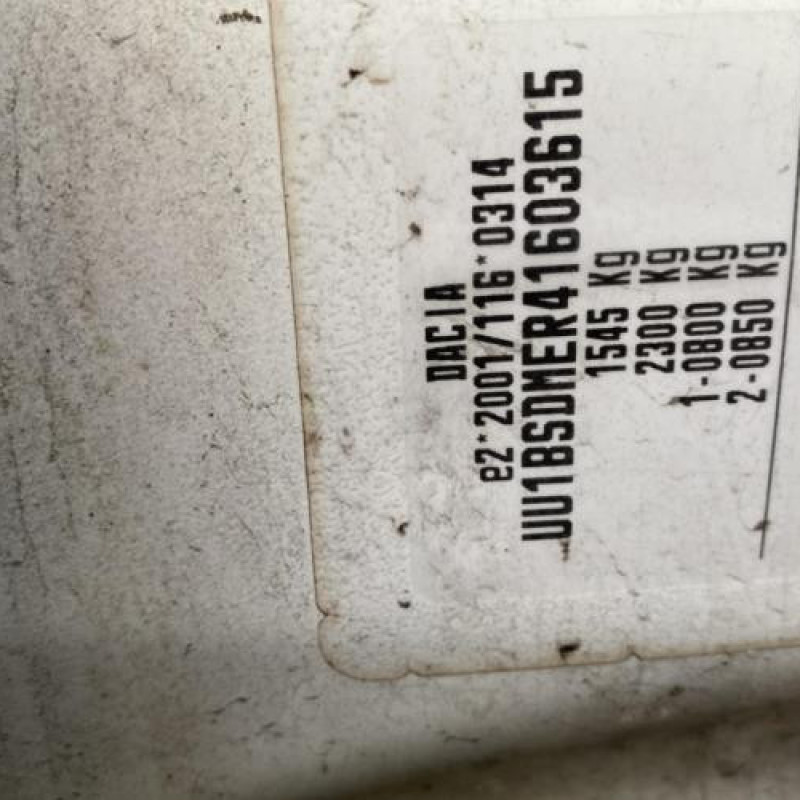 DACIA
e2*2001/116*0314
UU1BSDMER41603615
1545 Kg
2300 Kg
1-0800 Kg
2-0850 Kg